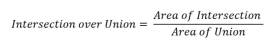 Intersection over Union = Area of Intersection / Area of Union